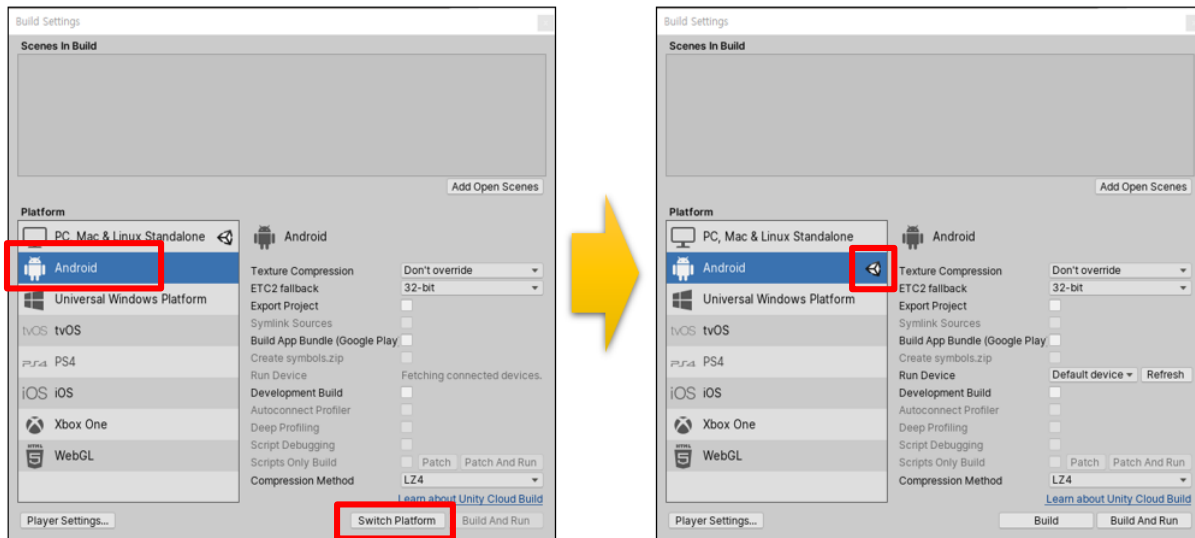 Build Settings
Scenes In Build
Add Open Scenes
Platform
PC, Mac & Linux Standalone
Android
Universal Windows Platform
tvOS tvOS
PS4 PS4
iOS iOS
Xbox One
HTML 5 WebGL
Android
Texture Compression Don't override
ETC2 fallback 32-bit
Export Project
Symlink Sources
Build App Bundle (Google Play
Create symbols.zip
Run Device Fetching connected devices.
Development Build
Autoconnect Profiler
Deep Profiling
Script Debugging
Scripts Only Build Patch Patch And Run
Compression Method LZ4
Learn about Unity Cloud Build
Player Settings... Switch Platform Build And Run
Build Settings
Scenes In Build
Add Open Scenes
Platform
PC, Mac & Linux Standalone
Android
Universal Windows Platform
tvOS tvOS
PS4 PS4
iOS iOS
Xbox One
HTML 5 WebGL
Android
Texture Compression Don't override
ETC2 fallback 32-bit
Export Project
Symlink Sources
Build App Bundle (Google Play
Create symbols.zip
Run Device Default device Refresh
Development Build
Autoconnect Profiler
Deep Profiling
Script Debugging
Scripts Only Build Patch Patch And Run
Compression Method LZ4
Learn about Unity Cloud Build
Player Settings... Build Build And Run